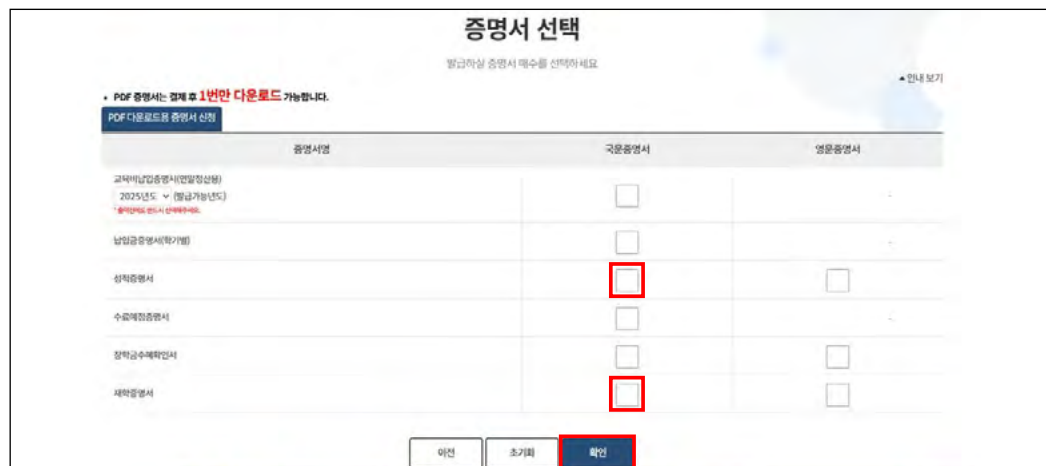 증명서 선택
발급하실 증명서 매수를 선택하세요
▲안내 보기
• PDF 증명서는 결제 후 1번만 다운로드 가능합니다.
PDF 다운로드용 증명서 신청
증명서명 국문증명서 영문증명서
교육비납입증명서(연말정산용)
2025년도 (발급가능년도)
납입금증명서(학기별) -
성적증명서
수료예정증명서 -
장학금수혜확인서
재학증명서
이전 초기화 확인